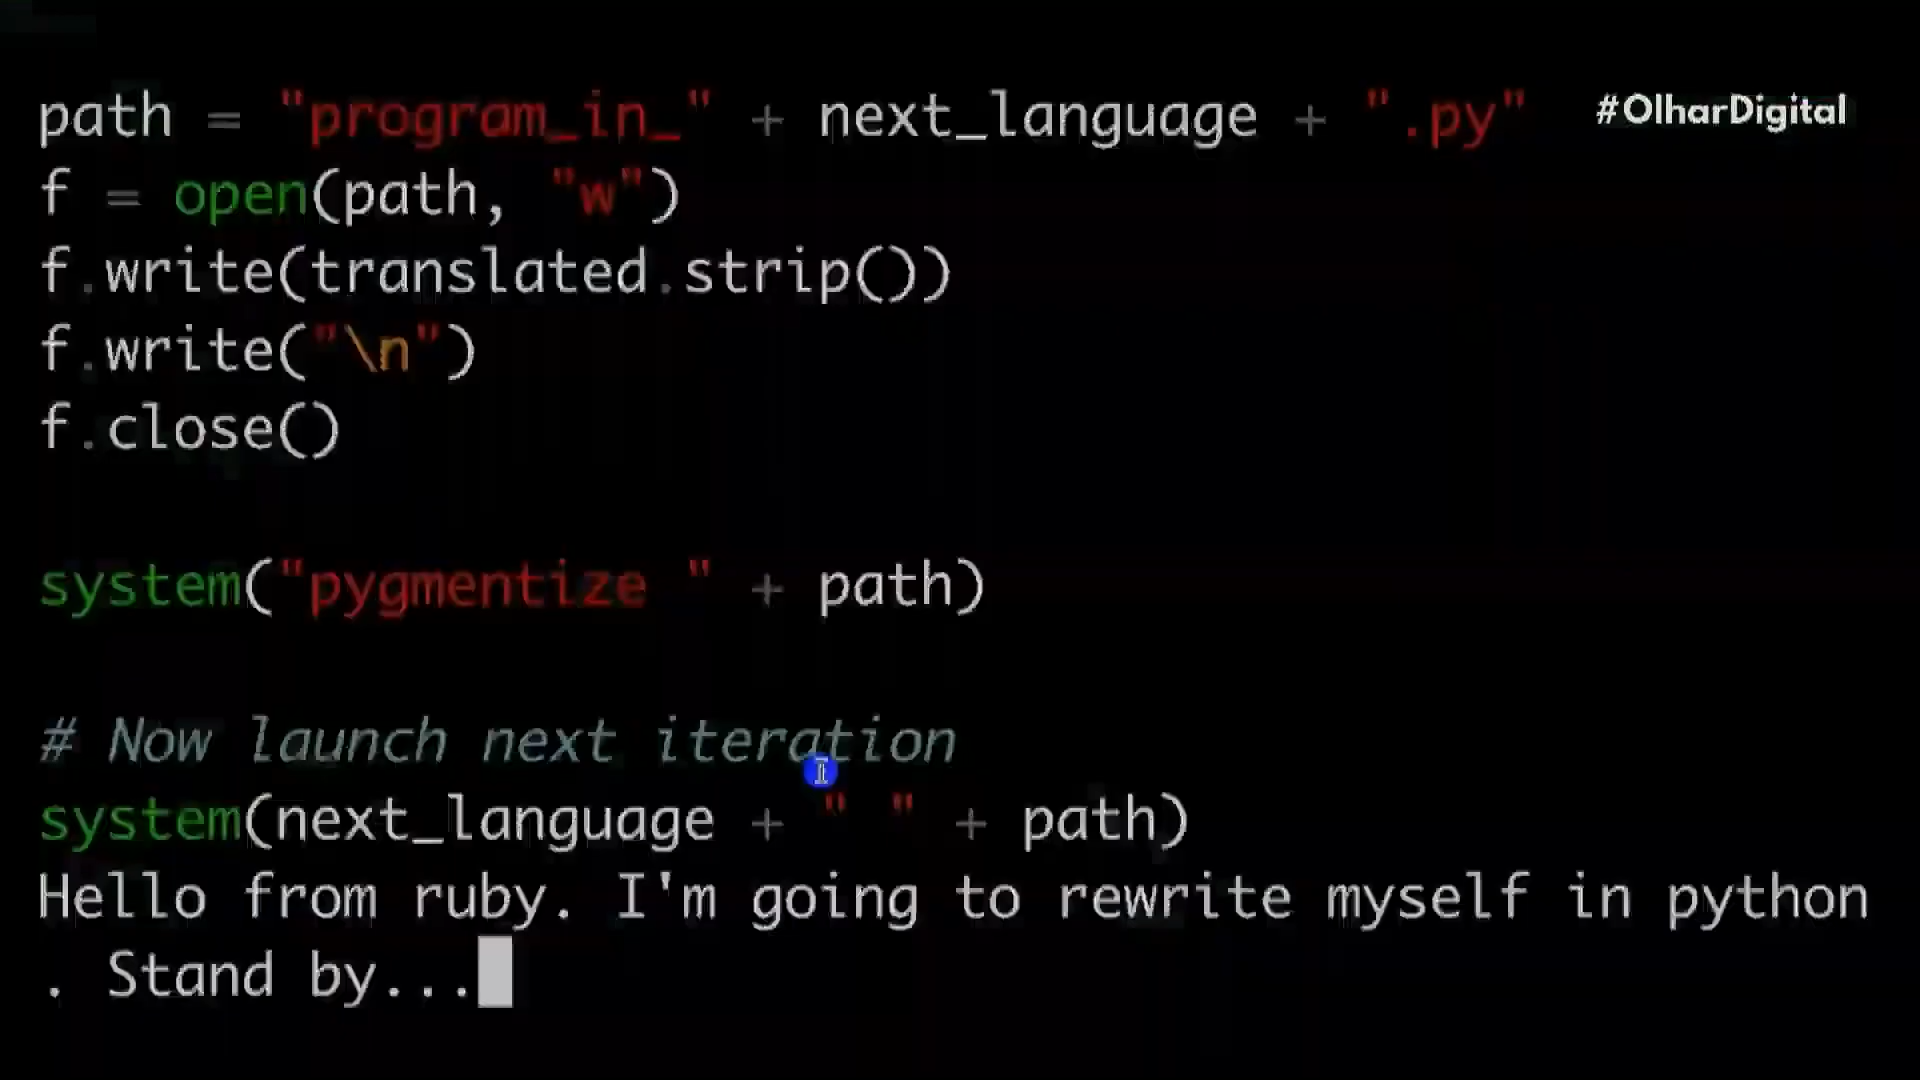 path = "program_in_" + next_language + ".py"
#OlharDigital
f = open(path, "w")
f.write(translated.strip())
f.write("\n")
f.close()
system("pygmentize " + path)
# Now launch next iteration
system(next_language + " " + path)
Hello from ruby. I'm going to rewrite myself in python
. Stand by...